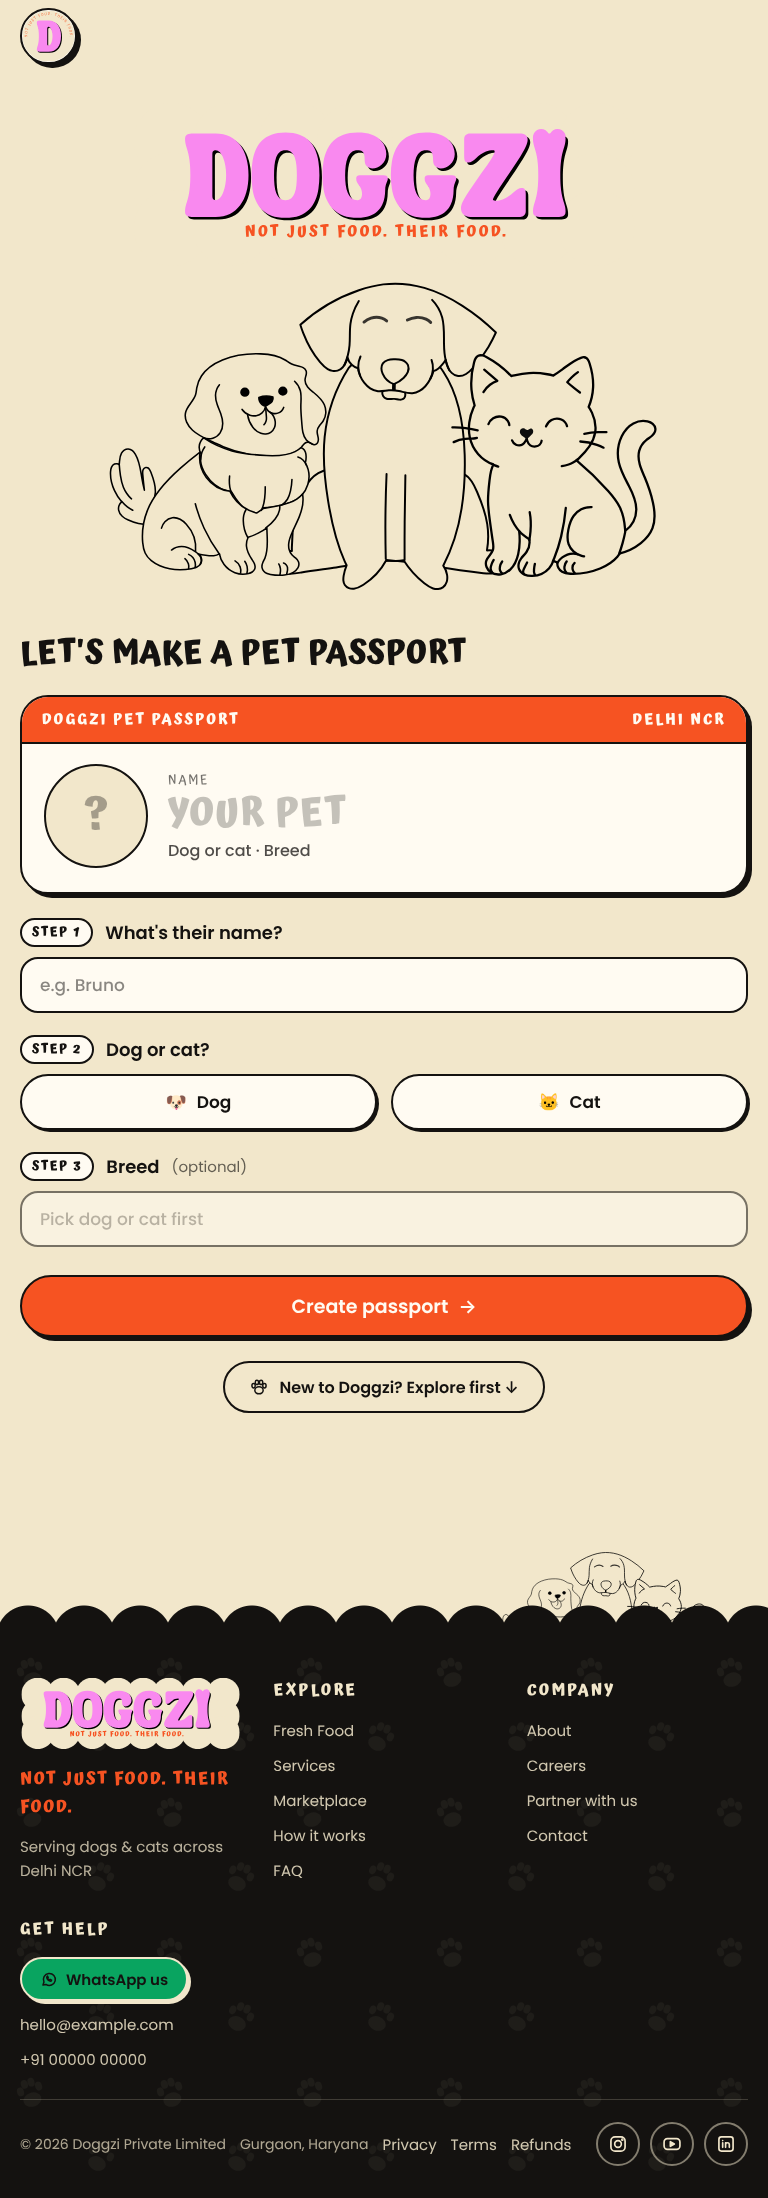 D
DOGGZI
NOT JUST FOOD. THEIR FOOD.
LET'S MAKE A PET PASSPORT
DOGGZI PET PASSPORT DELHI NCR
?
NAME
YOUR PET
Dog or cat · Breed
STEP 1 What's their name?
e.g. Bruno
STEP 2 Dog or cat?
Dog Cat
STEP 3 Breed (optional)
Pick dog or cat first
Create passport →
New to Doggzi? Explore first ↓
DOGGZI
NOT JUST FOOD. THEIR FOOD.
NOT JUST FOOD. THEIR
FOOD.
Serving dogs & cats across
Delhi NCR
EXPLORE
Fresh Food
Services
Marketplace
How it works
FAQ
COMPANY
About
Careers
Partner with us
Contact
GET HELP
WhatsApp us
hello@example.com
+91 00000 00000
© 2026 Doggzi Private Limited Gurgaon, Haryana Privacy Terms Refunds